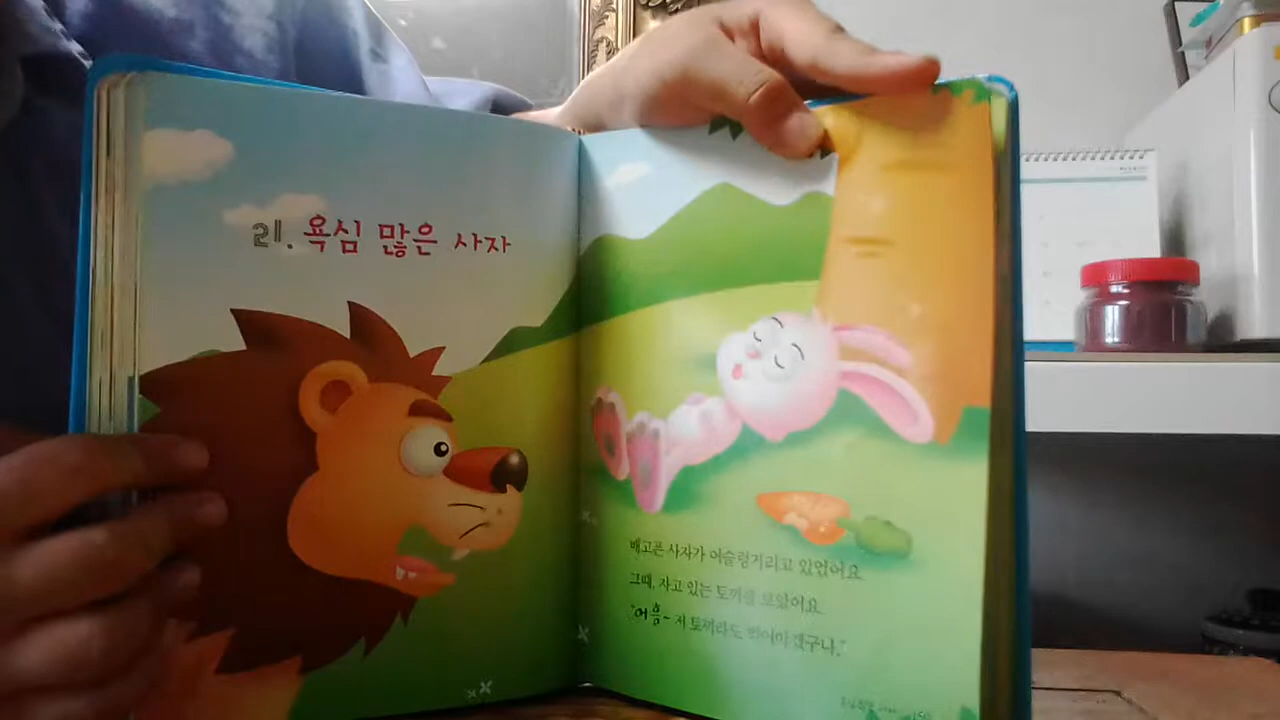 21. 욕심 많은 사자
배고픈 사자가 어슬렁거리고 있었어요.
그때, 자고 있는 토끼를 보았어요.
"어흠~ 저 토끼라도 먹어야겠구나."